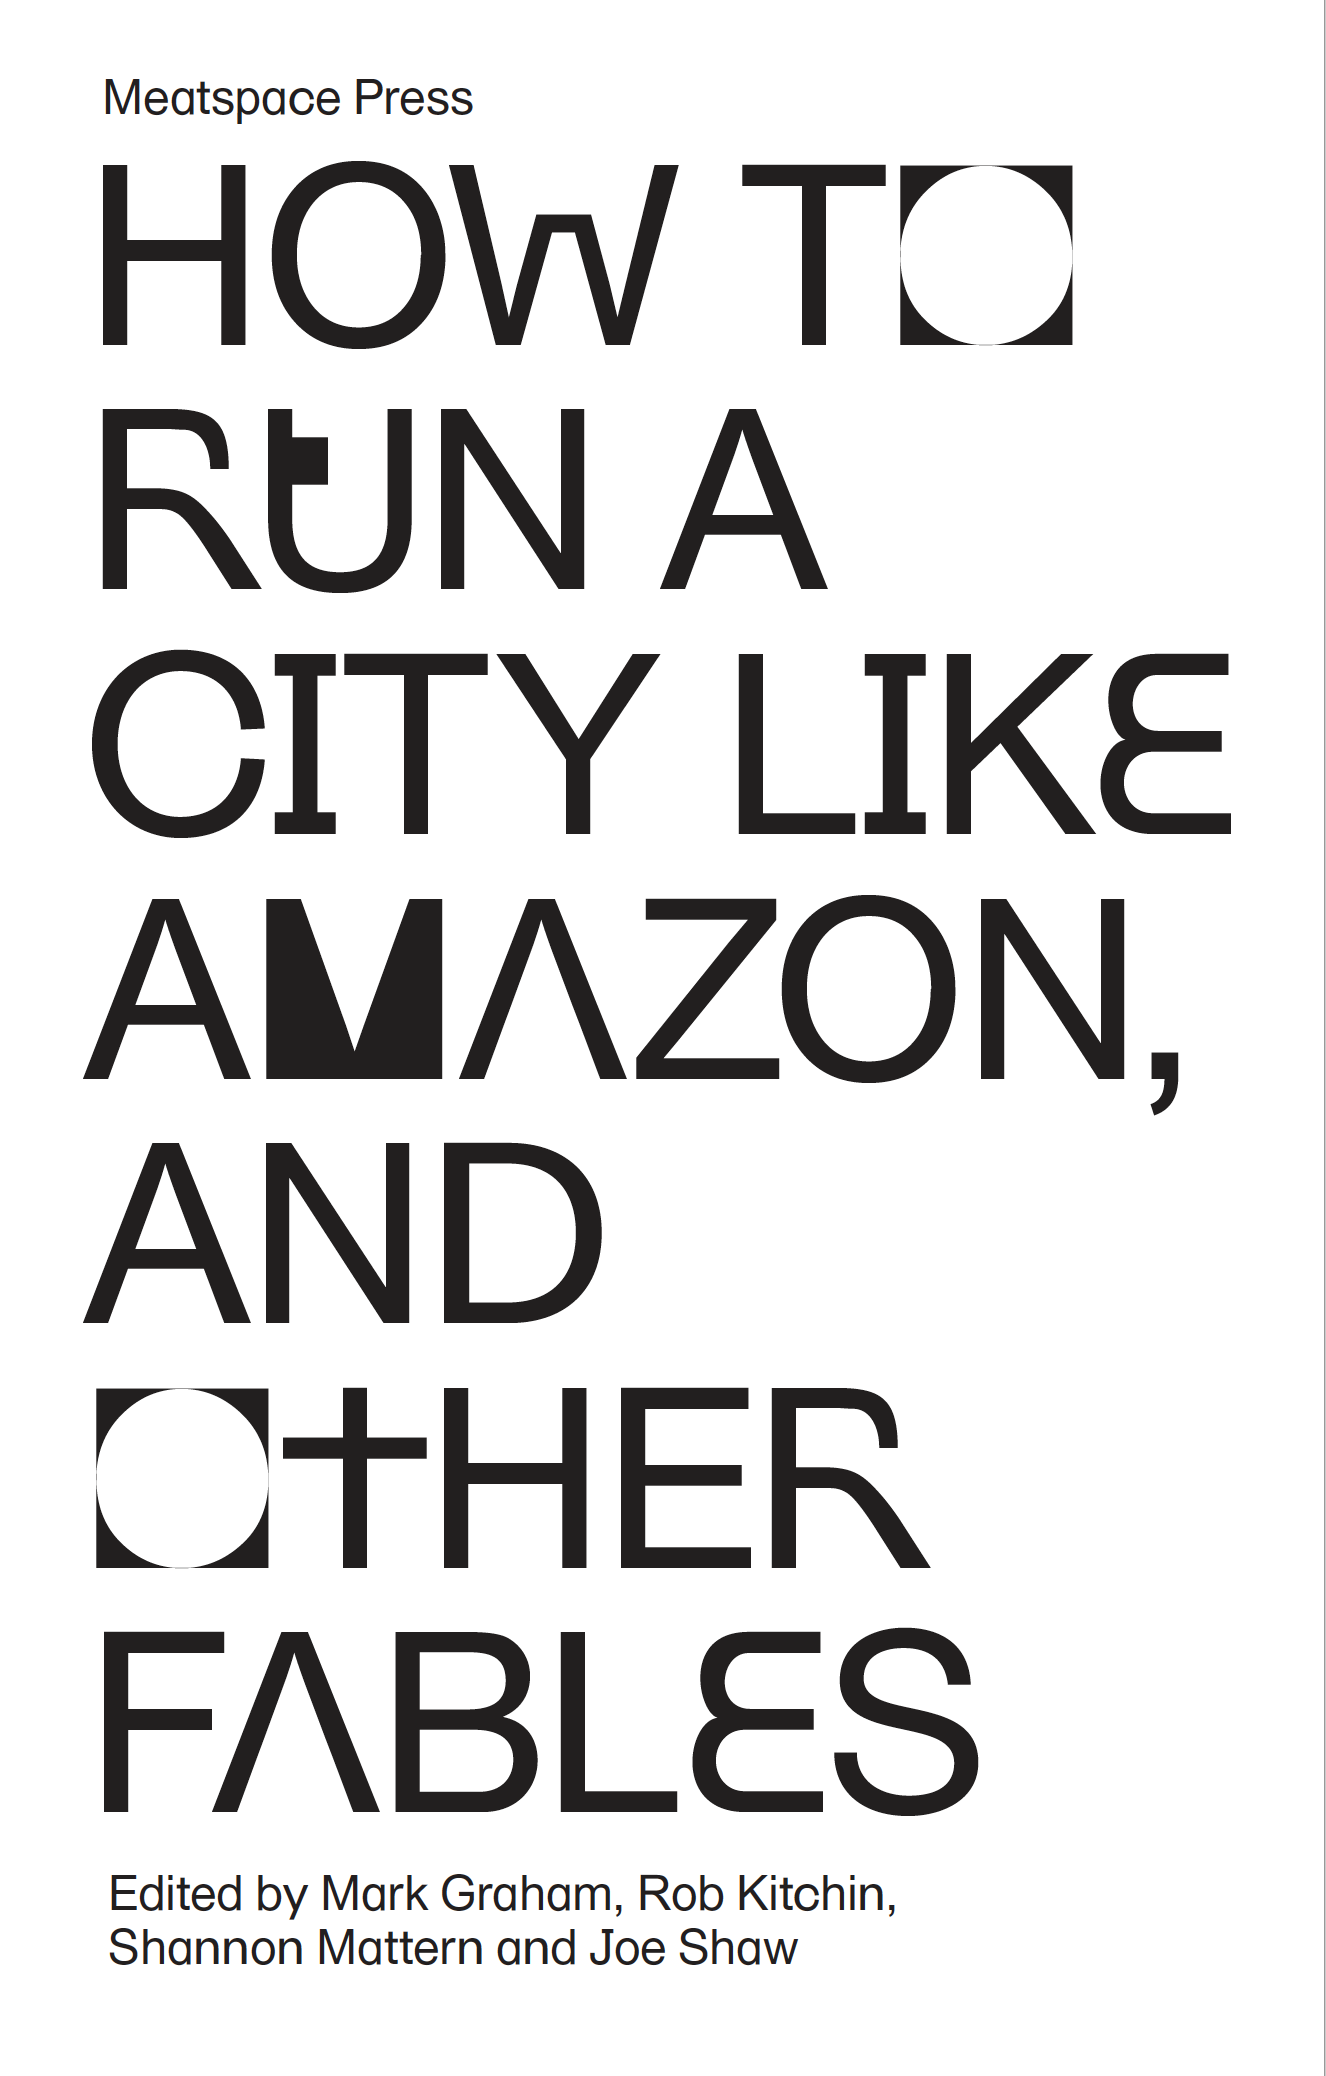 Meatspace Press
HOW TO
RUN A
CITY LIKE
AMAZON,
AND
OTHER
FABLES
Edited by Mark Graham, Rob Kitchin,
Shannon Mattern and Joe Shaw